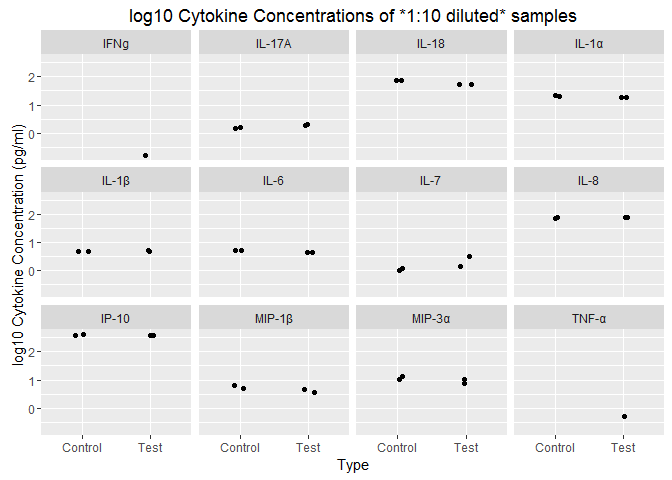 log10 Cytokine Concentrations of *1:10 diluted* samples
IFNg IL-17A IL-18 IL-1α
2
1
0
IL-1β IL-6 IL-7 IL-8
2
1
0
IP-10 MIP-1β MIP-3α TNF-α
2
1
0
log10 Cytokine Concentration (pg/ml)
Control Test Control Test Control Test Control Test
Type